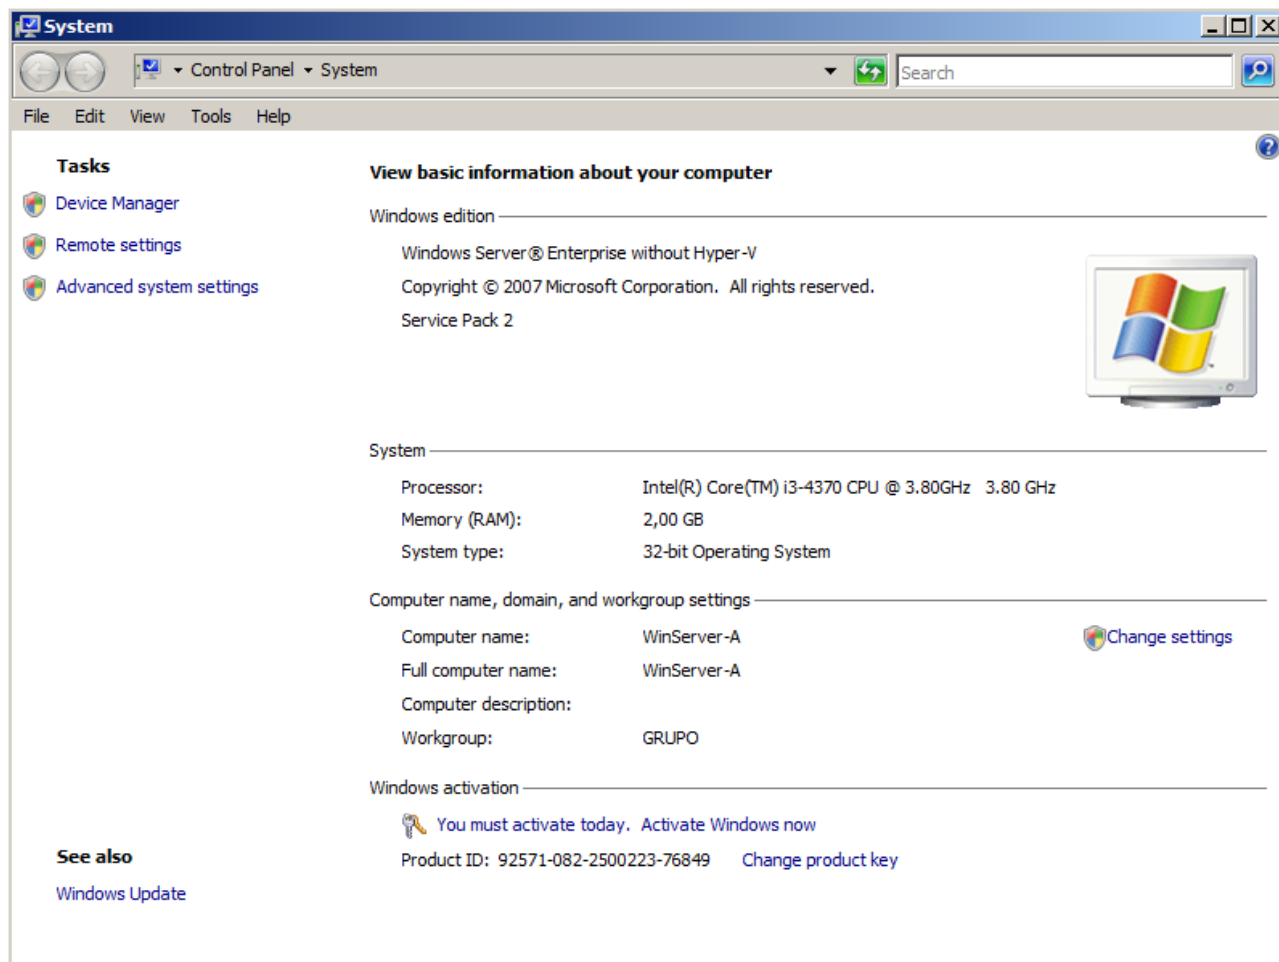 System
Control Panel System
Search
File Edit View Tools Help
Tasks
Device Manager
Remote settings
Advanced system settings
View basic information about your computer
Windows edition
Windows Server® Enterprise without Hyper-V
Copyright © 2007 Microsoft Corporation. All rights reserved.
Service Pack 2
System
Processor: Intel(R) Core(TM) i3-4370 CPU @ 3.80GHz 3.80 GHz
Memory (RAM): 2,00 GB
System type: 32-bit Operating System
Computer name, domain, and workgroup settings
Computer name: WinServer-A Change settings
Full computer name: WinServer-A
Computer description:
Workgroup: GRUPO
Windows activation
You must activate today. Activate Windows now
Product ID: 92571-082-2500223-76849 Change product key
See also
Windows Update